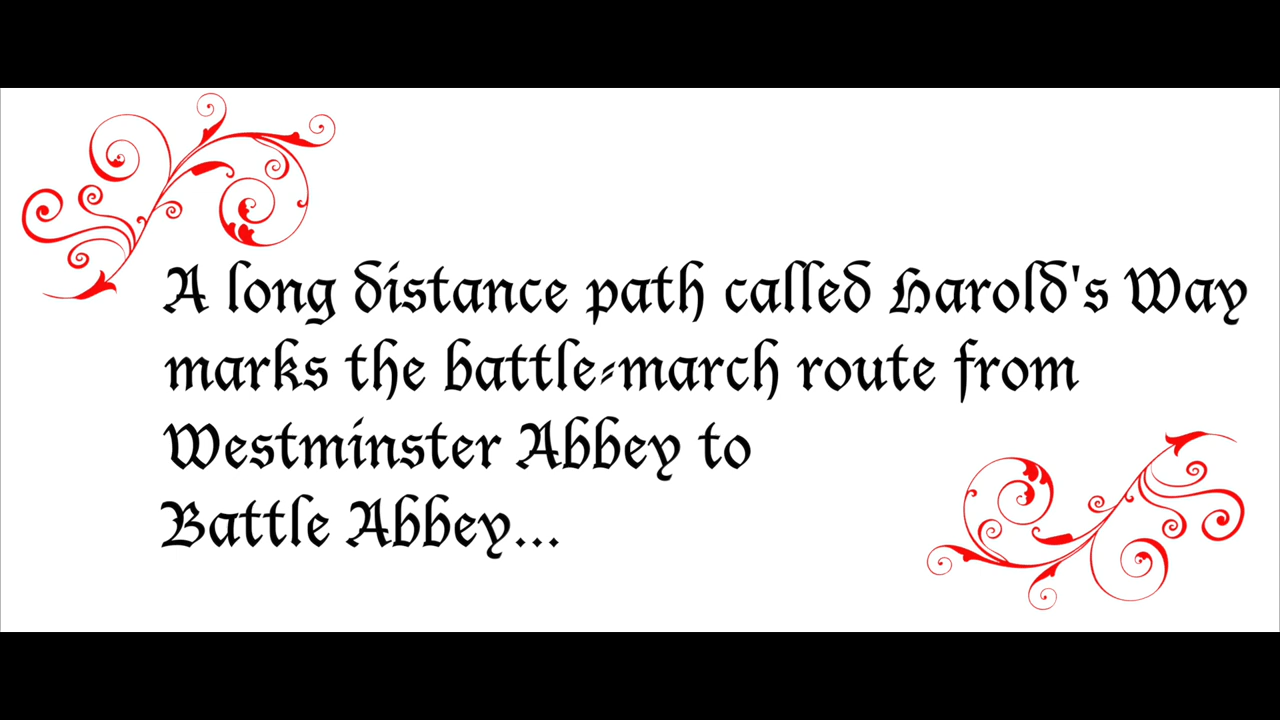 A long distance path called Harold's Way
marks the battle-march route from
Westminster Abbey to
Battle Abbey...